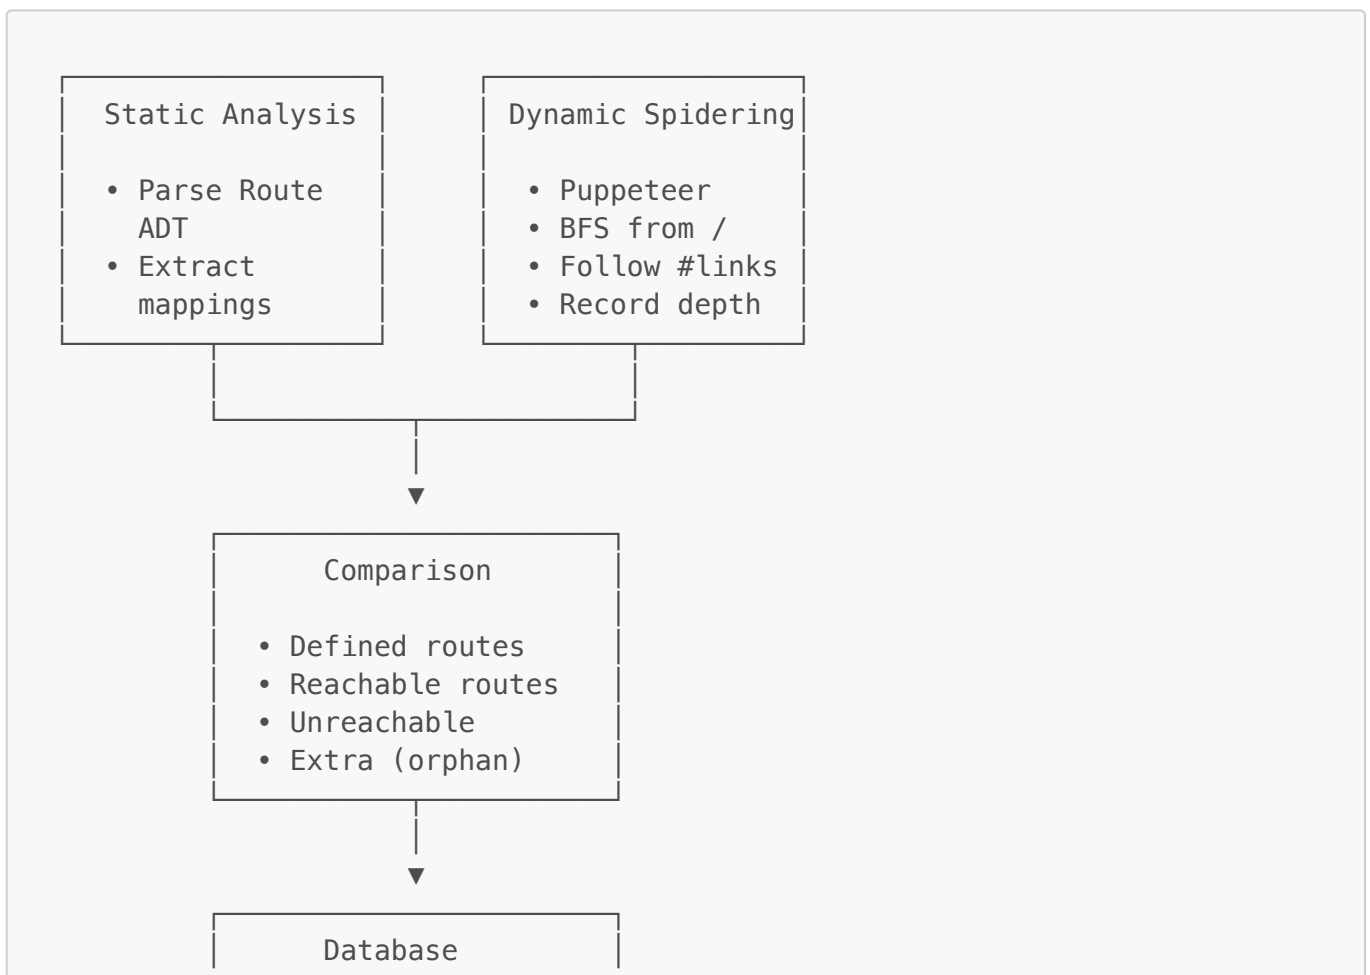 Static Analysis
• Parse Route
ADT
• Extract
mappings
Dynamic Spidering
• Puppeteer
• BFS from /
• Follow #links
• Record depth
▼
Comparison
• Defined routes
• Reachable routes
• Unreachable
• Extra (orphan)
▼
Database